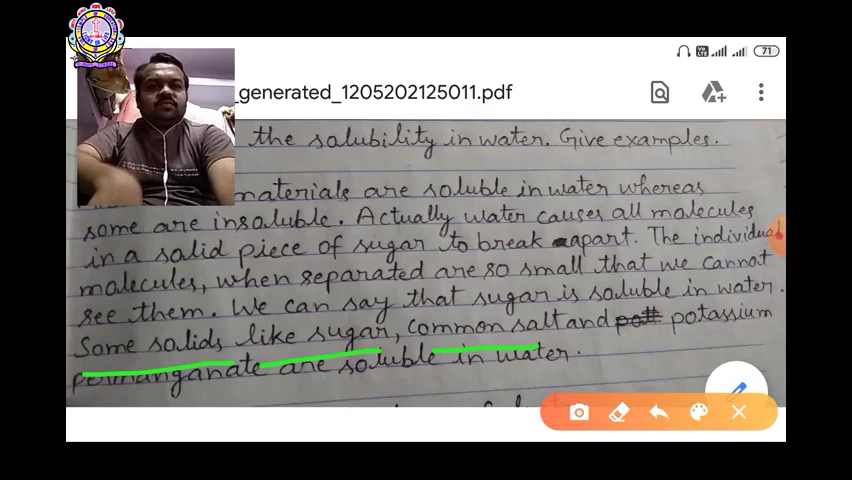 71
_generated_1205202125011.pdf
the solubility in water. Give examples.
materials are soluble in water whereas
some are insoluble. Actually water causes all molecules
in a solid piece of sugar to break apart. The individual
molecules, when separated are so small that we cannot
see them. We can say that sugar is soluble in water.
Some solids like sugar, common salt and potassium
permanganate are soluble in water.